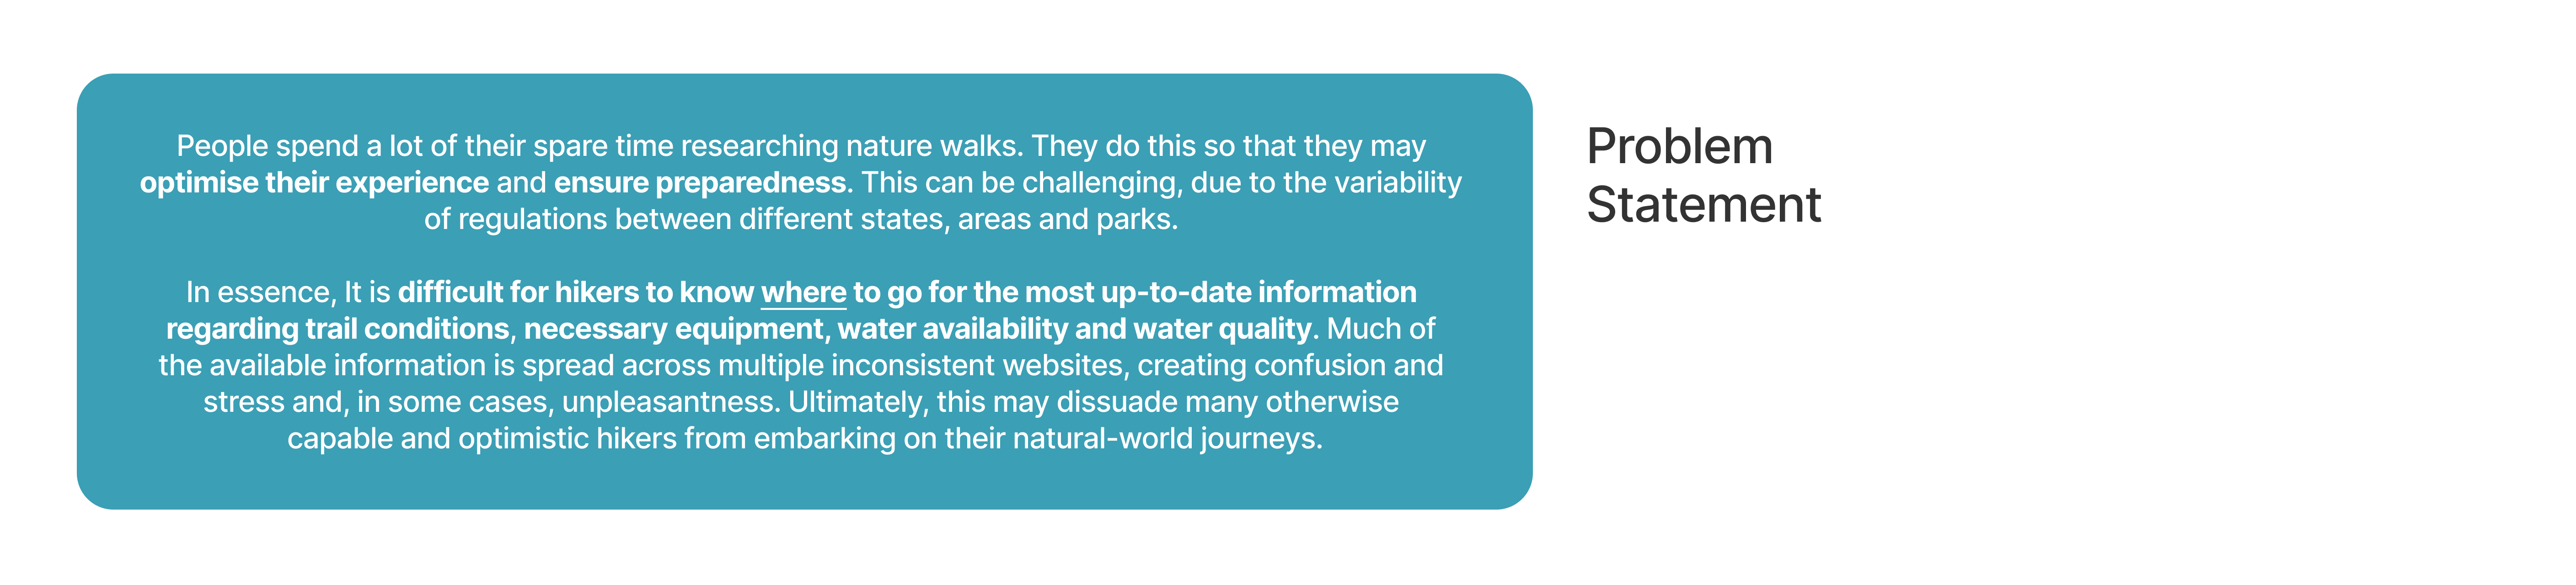 People spend a lot of their spare time researching nature walks. They do this so that they may
optimise their experience and ensure preparedness. This can be challenging, due to the variability
of regulations between different states, areas and parks.
In essence, It is difficult for hikers to know where to go for the most up-to-date information
regarding trail conditions, necessary equipment, water availability and water quality. Much of
the available information is spread across multiple inconsistent websites, creating confusion and
stress and, in some cases, unpleasantness. Ultimately, this may dissuade many otherwise
capable and optimistic hikers from embarking on their natural-world journeys.
Problem
Statement